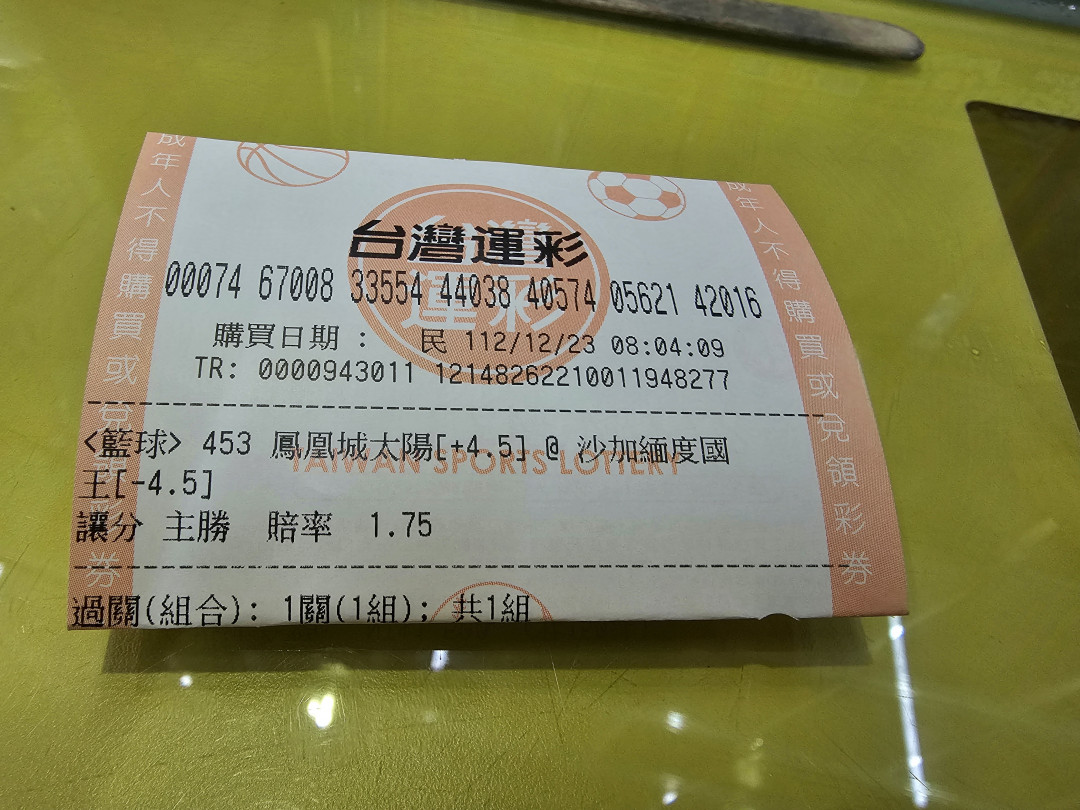 台灣運彩
00074 67008 33554 44038 40574 05621 42016
購買日期 : 民 112/12/23 08:04:09
TR: 0000943011 12148262210011948277
<籃球> 453 鳳凰城太陽[+4.5] @ 沙加緬度國
王[-4.5]
TAIWAN SPORTS LOTTERY
讓分 主勝 賠率 1.75
過關(組合): 1關(1組); 共1組
成年人不得購買或兌領彩券
成年人不得購買或兌領彩券
台灣
運彩